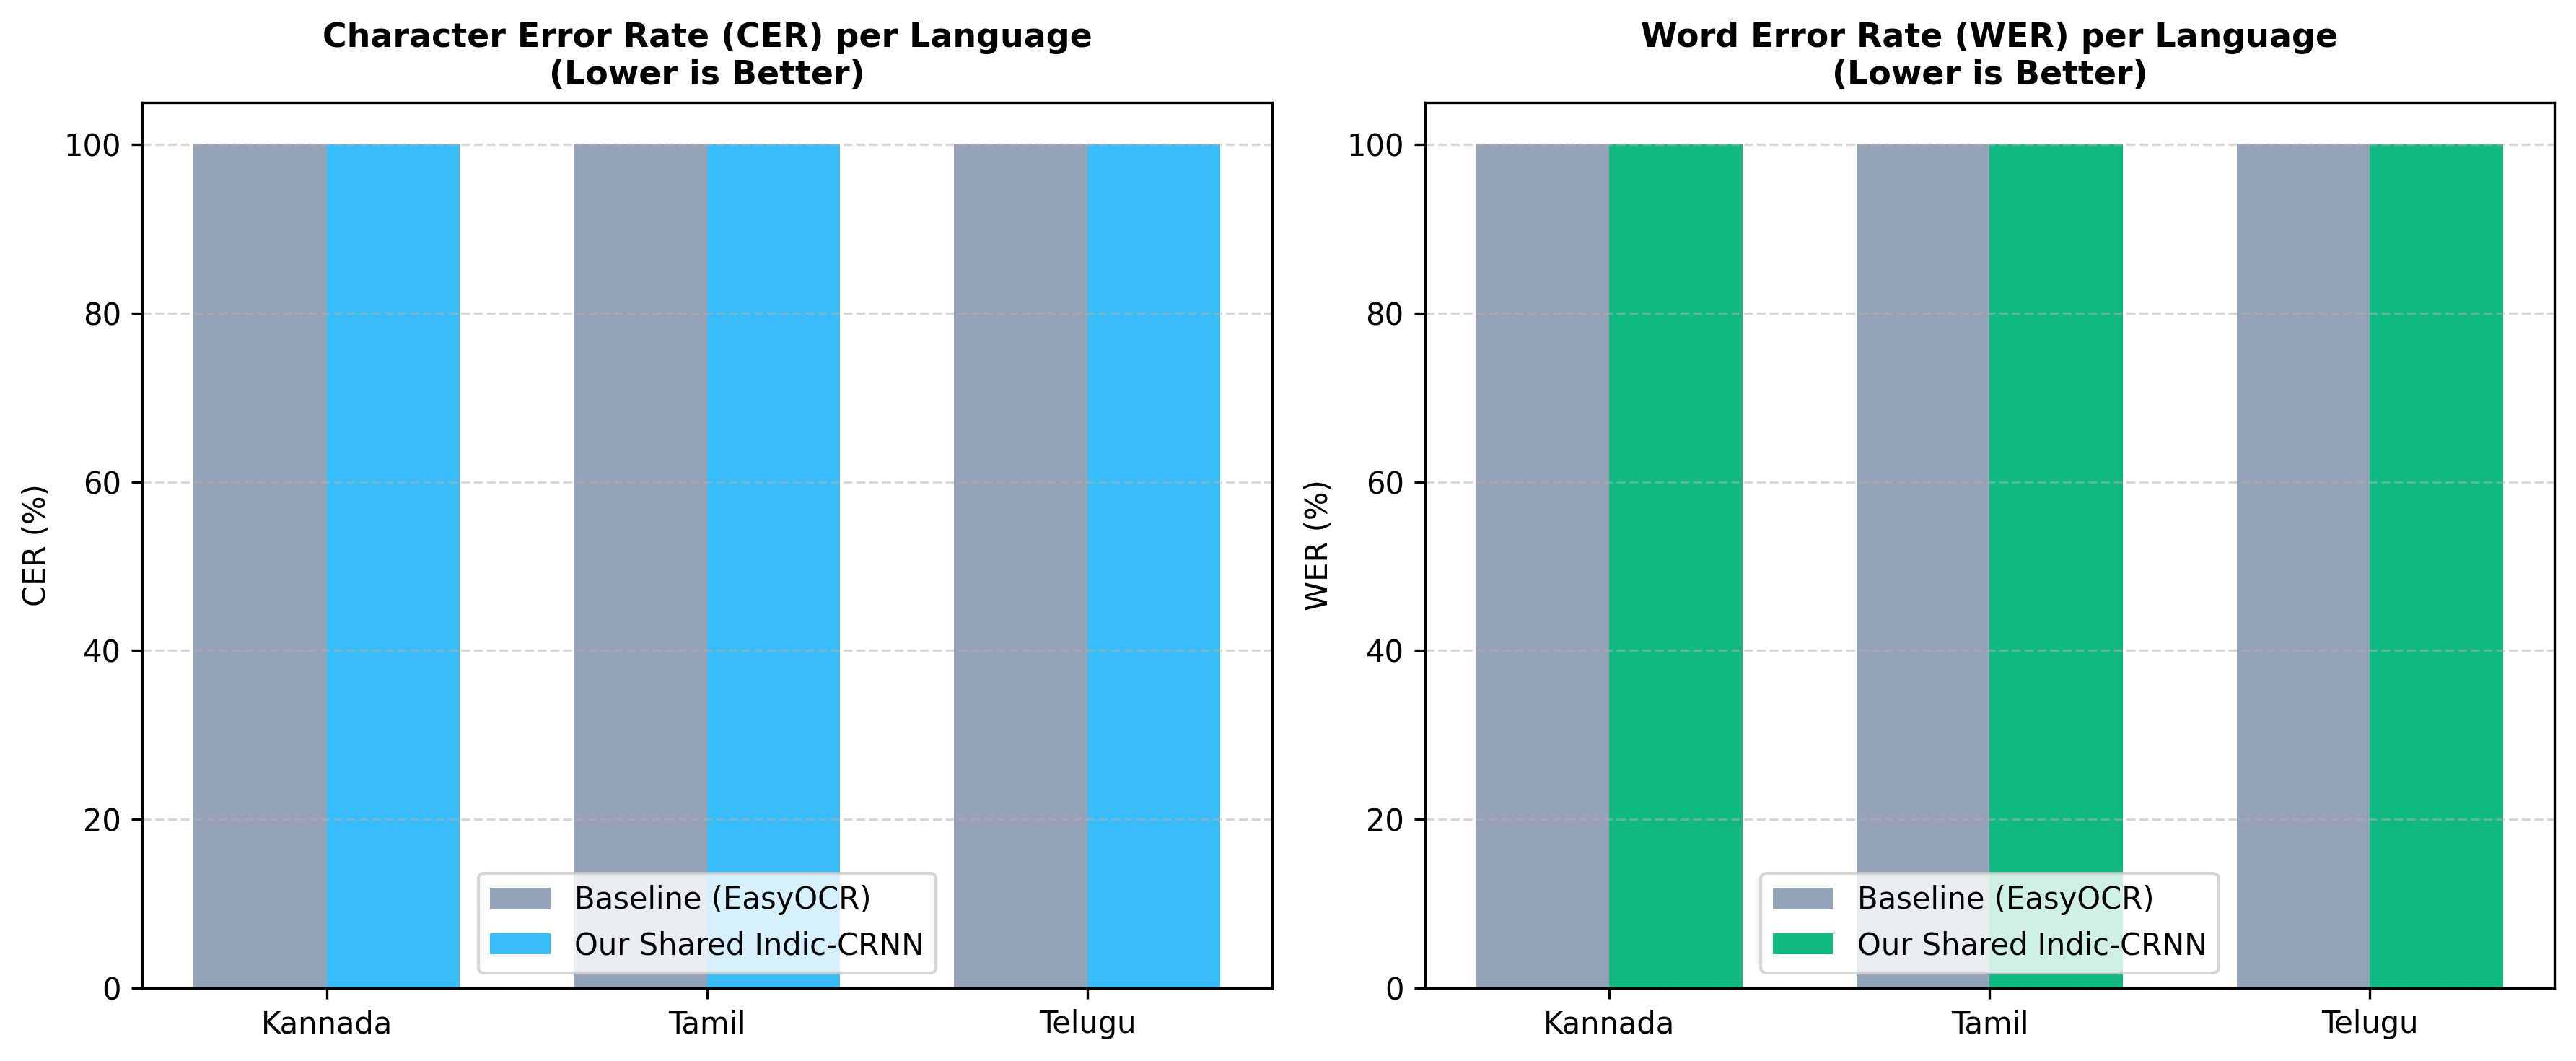 Character Error Rate (CER) per Language
(Lower is Better)
CER (%)
100
80
60
40
20
0
Kannada
Tamil
Telugu
Baseline (EasyOCR)
Our Shared Indic-CRNN
Word Error Rate (WER) per Language
(Lower is Better)
WER (%)
100
80
60
40
20
0
Kannada
Tamil
Telugu
Baseline (EasyOCR)
Our Shared Indic-CRNN